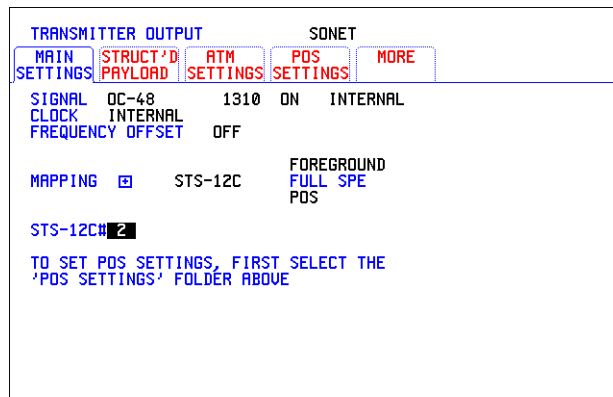 TRANSMITTER OUTPUT SONET
MAIN SETTINGS STRUCT'D PAYLOAD ATM SETTINGS POS SETTINGS MORE
SIGNAL OC-48 1310 ON INTERNAL
CLOCK INTERNAL
FREQUENCY OFFSET OFF
FOREGROUND
MAPPING + STS-12C FULL SPE
POS
STS-12C# 2
TO SET POS SETTINGS, FIRST SELECT THE
'POS SETTINGS' FOLDER ABOVE